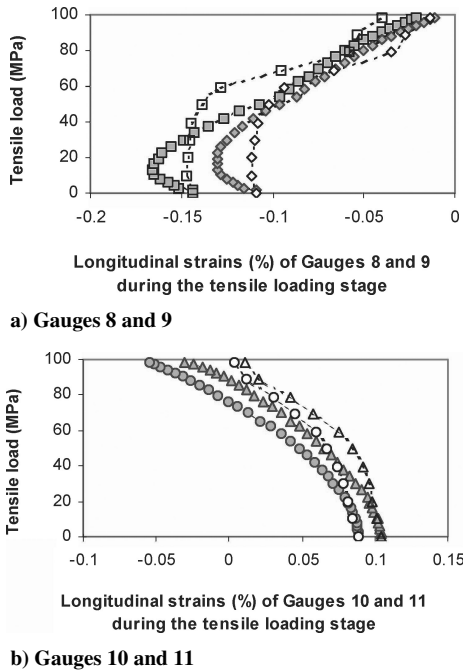 100
80
60
40
20
0
Tensile load (MPa)
-0.2 -0.15 -0.1 -0.05 0
Longitudinal strains (%) of Gauges 8 and 9
during the tensile loading stage
a) Gauges 8 and 9
100
80
60
40
20
0
Tensile load (MPa)
-0.1 -0.05 0 0.05 0.1 0.15
Longitudinal strains (%) of Gauges 10 and 11
during the tensile loading stage
b) Gauges 10 and 11